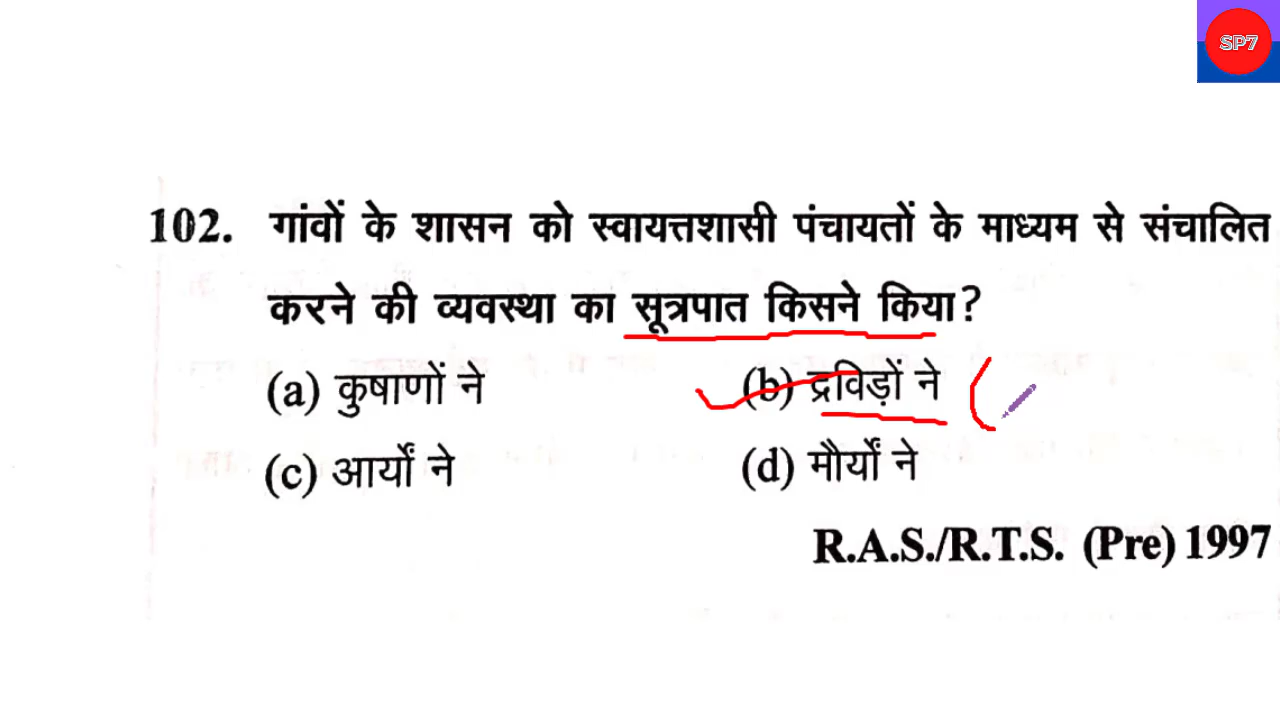 SP7
102. गांवों के शासन को स्वायत्तशासी पंचायतों के माध्यम से संचालित
करने की व्यवस्था का सूत्रपात किसने किया?
(a) कुषाणों ने (b) द्रविड़ों ने (
(c) आर्यों ने (d) मौर्यों ने
R.A.S./R.T.S. (Pre) 1997